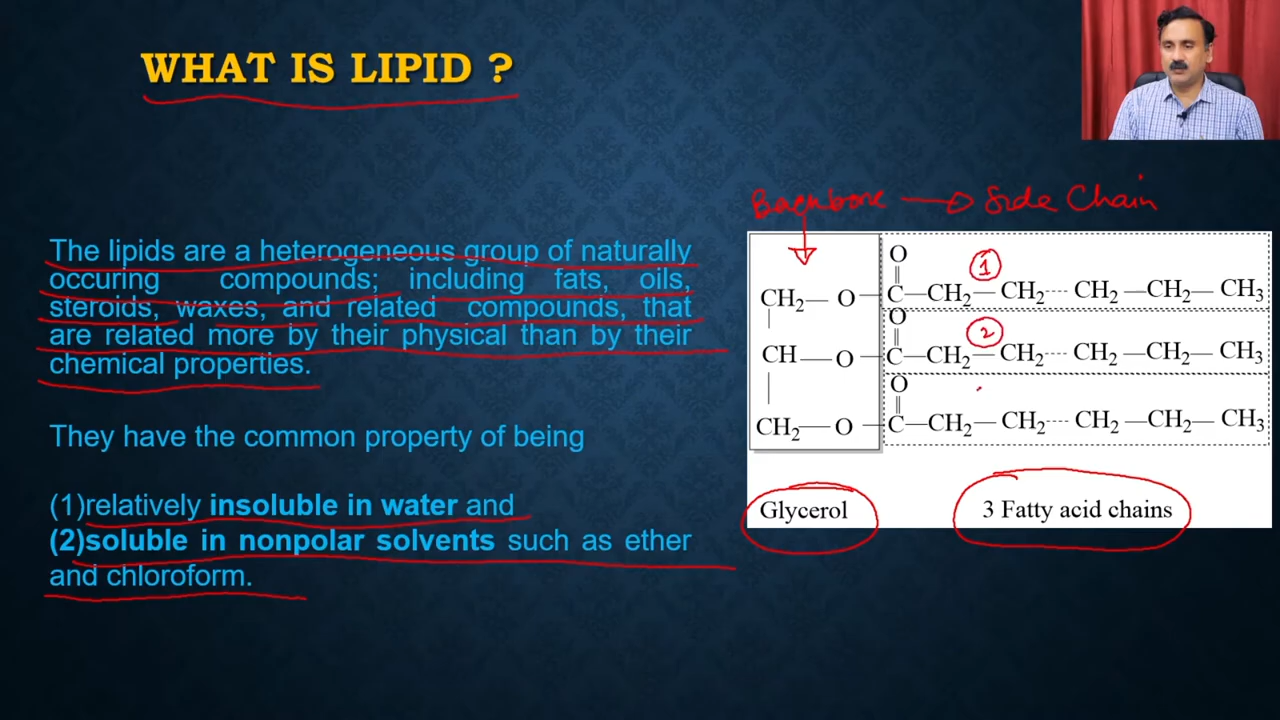 WHAT IS LIPID ?
The lipids are a heterogeneous group of naturally
occuring compounds; including fats, oils,
steroids, waxes, and related compounds, that
are related more by their physical than by their
chemical properties.
They have the common property of being
(1)relatively insoluble in water and
(2)soluble in nonpolar solvents such as ether
and chloroform.
Backbone → Side Chain
O 1
CH₂— O —C—CH₂—CH₂---CH₂—CH₂—CH₃
O 2
CH—O—C—CH₂—CH₂---CH₂—CH₂—CH₃
O
CH₂—O—C—CH₂—CH₂---CH₂—CH₂—CH₃
Glycerol 3 Fatty acid chains